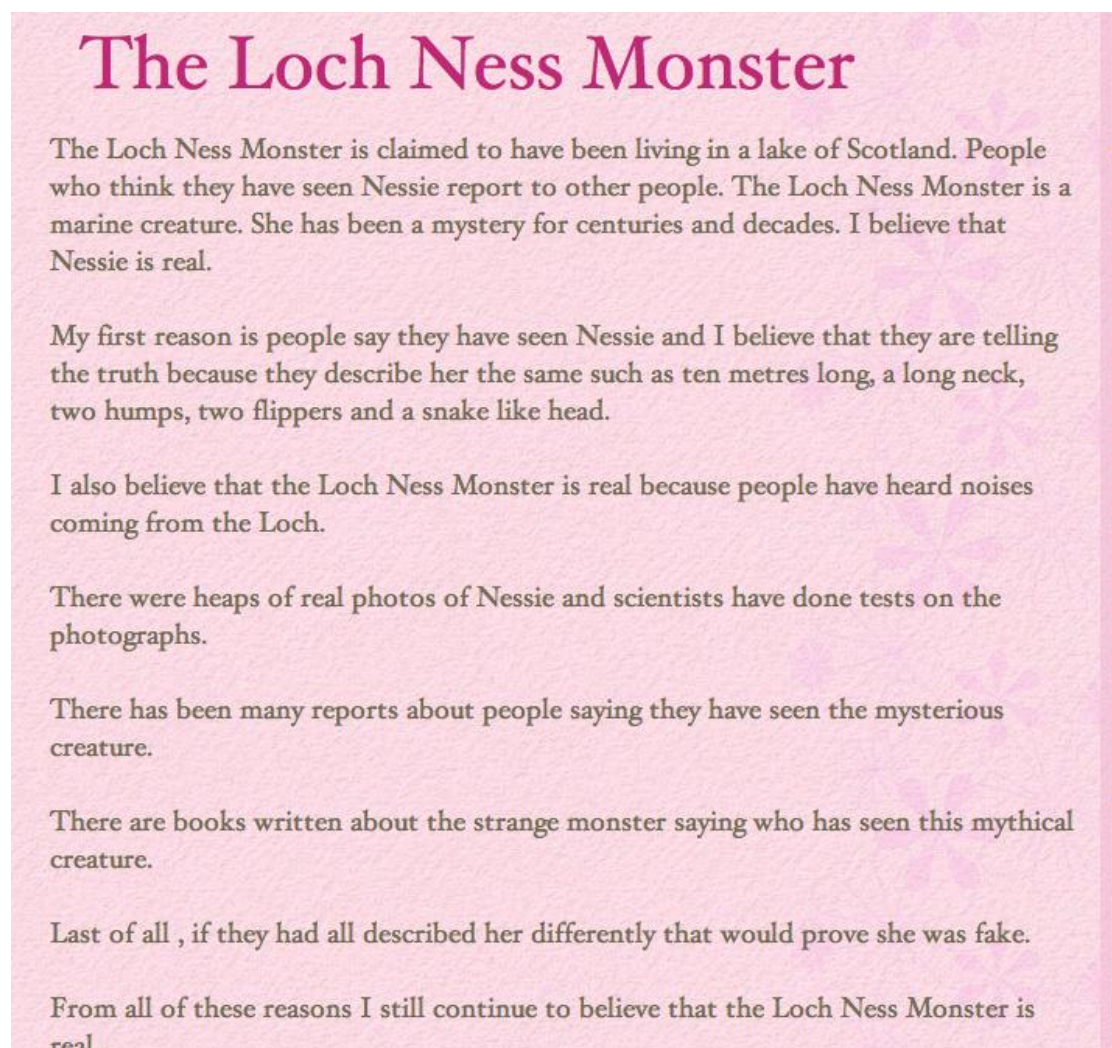 The Loch Ness Monster
The Loch Ness Monster is claimed to have been living in a lake of Scotland. People
who think they have seen Nessie report to other people. The Loch Ness Monster is a
marine creature. She has been a mystery for centuries and decades. I believe that
Nessie is real.
My first reason is people say they have seen Nessie and I believe that they are telling
the truth because they describe her the same such as ten metres long, a long neck,
two humps, two flippers and a snake like head.
I also believe that the Loch Ness Monster is real because people have heard noises
coming from the Loch.
There were heaps of real photos of Nessie and scientists have done tests on the
photographs.
There has been many reports about people saying they have seen the mysterious
creature.
There are books written about the strange monster saying who has seen this mythical
creature.
Last of all , if they had all described her differently that would prove she was fake.
From all of these reasons I still continue to believe that the Loch Ness Monster is
real